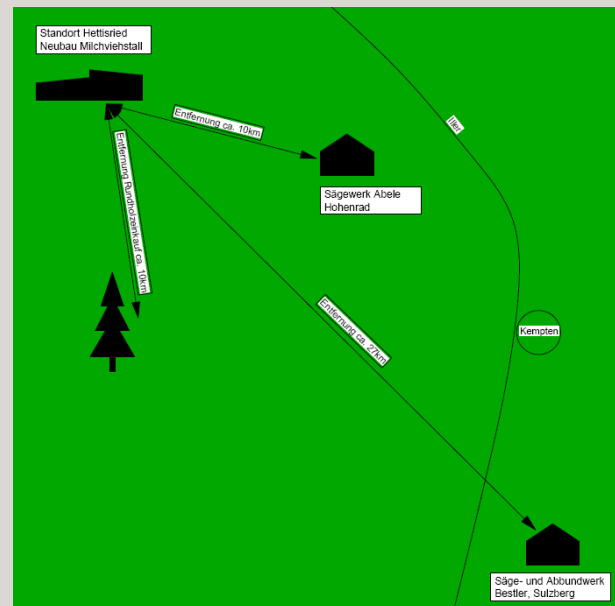 Standort Hettisried
Neubau Milchviehstall
Entfernung ca. 10km
Iller
Sägewerk Abele
Hohenrad
Entfernung Rundholzeinkauf ca. 10km
Entfernung ca. 27km
Kempten
Säge- und Abbundwerk
Bestler, Sulzberg